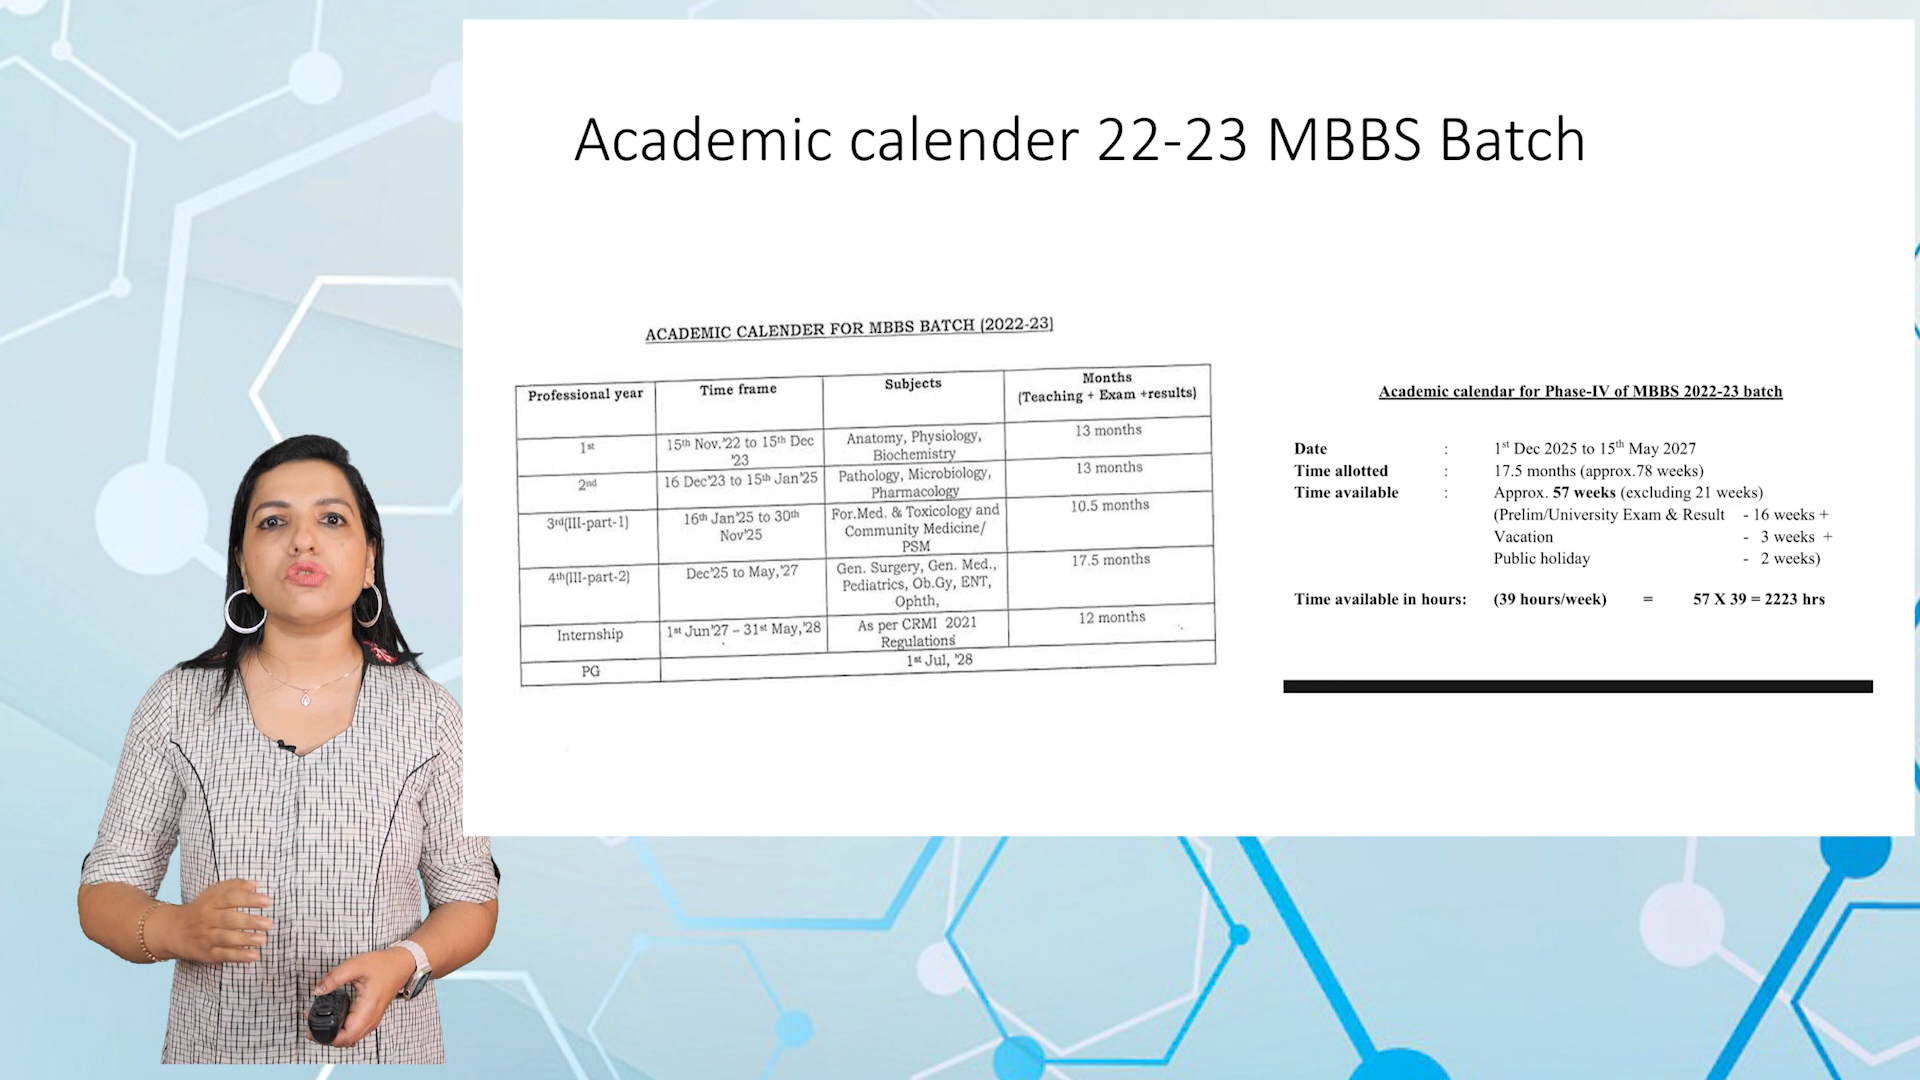 Academic calender 22-23 MBBS Batch
ACADEMIC CALENDER FOR MBBS BATCH (2022-23)
Professional year Time frame Subjects Months
(Teaching + Exam +results)
1st 15th Nov.'22 to 15th Dec '23 Anatomy, Physiology, Biochemistry 13 months
2nd 16 Dec'23 to 15th Jan'25 Pathology, Microbiology, Pharmacology 13 months
3rd(III-part-1) 16th Jan'25 to 30th Nov'25 For.Med. & Toxicology and Community Medicine/ PSM 10.5 months
4th(III-part-2) Dec'25 to May,'27 Gen. Surgery, Gen. Med., Pediatrics, Ob.Gy, ENT, Ophth, 17.5 months
Internship 1st Jun'27 – 31st May,'28 As per CRMI 2021 Regulations 12 months
PG 1st Jul, '28
Academic calendar for Phase-IV of MBBS 2022-23 batch
Date : 1st Dec 2025 to 15th May 2027
Time allotted : 17.5 months (approx.78 weeks)
Time available : Approx. 57 weeks (excluding 21 weeks)
(Prelim/University Exam & Result - 16 weeks +
Vacation - 3 weeks +
Public holiday - 2 weeks)
Time available in hours: (39 hours/week) = 57 X 39 = 2223 hrs